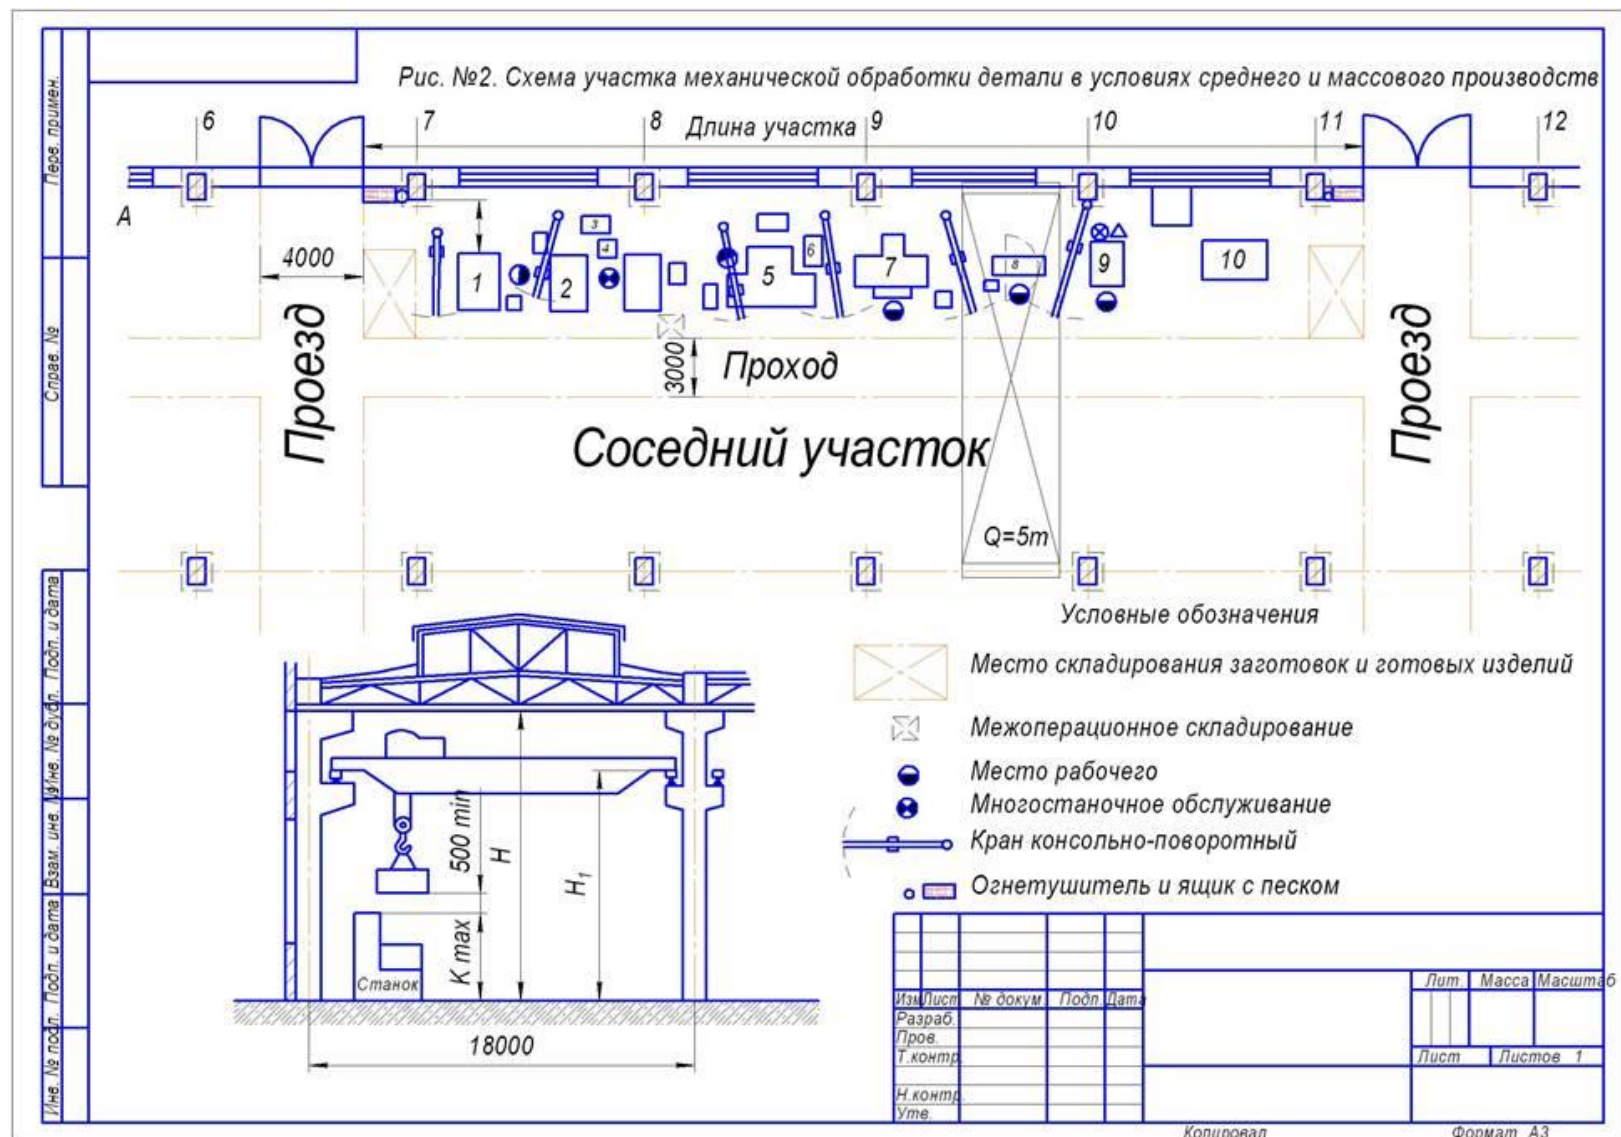 Рис. №2. Схема участка механической обработки детали в условиях среднего и массового производств
6
7
8
Длина участка
9
10
11
12
А
4000
1
2
3
4
5
6
7
8
9
10
Проезд
3000
Проход
Проезд
Соседний участок
Q=5т
Условные обозначения
Место складирования заготовок и готовых изделий
Межоперационное складирование
Место рабочего
Многостаночное обслуживание
Кран консольно-поворотный
Огнетушитель и ящик с песком
500 min
H
H1
K max
Станок
18000
Перв. примен.
Справ. №
Подп. и дата
Инв. № дубл.
Взам. инв. №
Подп. и дата
Инв. № подл.
Изм Лист № докум. Подп. Дата
Разраб.
Пров.
Т.контр.
Н.контр.
Утв.
Лит. Масса Масштаб
Лист Листов 1
Копировал Формат А3